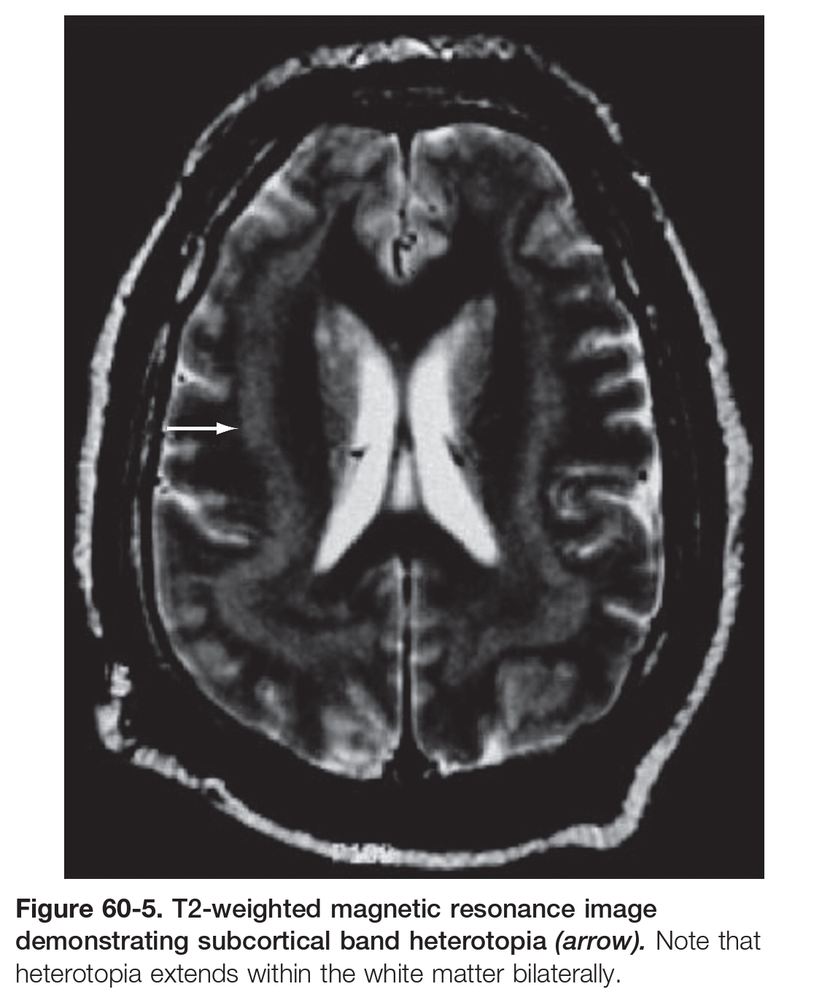 Figure 60-5. T2-weighted magnetic resonance image
demonstrating subcortical band heterotopia (arrow). Note that
heterotopia extends within the white matter bilaterally.